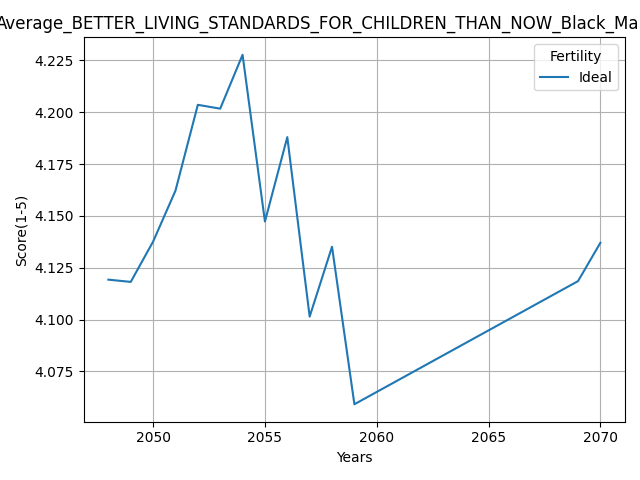 Average_BETTER_LIVING_STANDARDS_FOR_CHILDREN_THAN_NOW_Black_Ma
Fertility
Ideal
4.225
4.200
4.175
4.150
4.125
4.100
4.075
Score(1-5)
2050 2055 2060 2065 2070
Years